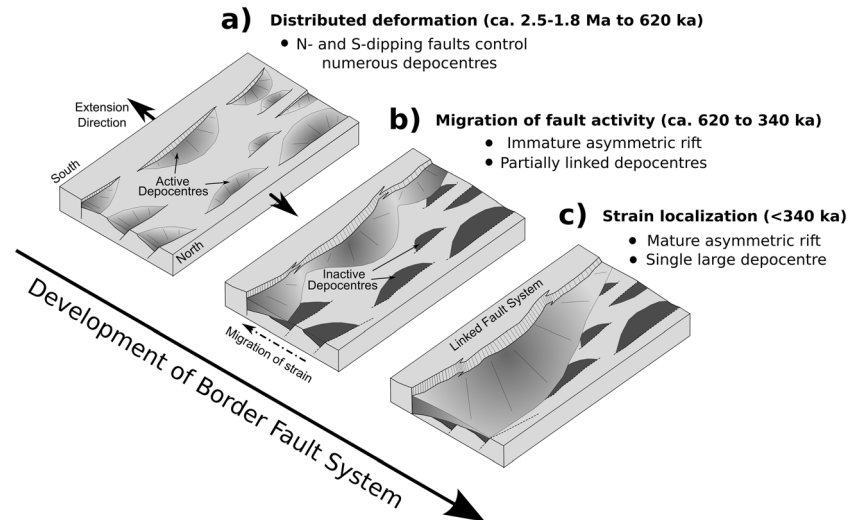 a) Distributed deformation (ca. 2.5-1.8 Ma to 620 ka)
• N- and S-dipping faults control
numerous depocentres
Extension
Direction
South
Active
Depocentres
North
b) Migration of fault activity (ca. 620 to 340 ka)
• Immature asymmetric rift
• Partially linked depocentres
Inactive
Depocentres
Migration of strain
c) Strain localization (<340 ka)
• Mature asymmetric rift
• Single large depocentre
Linked Fault System
Development of Border Fault System